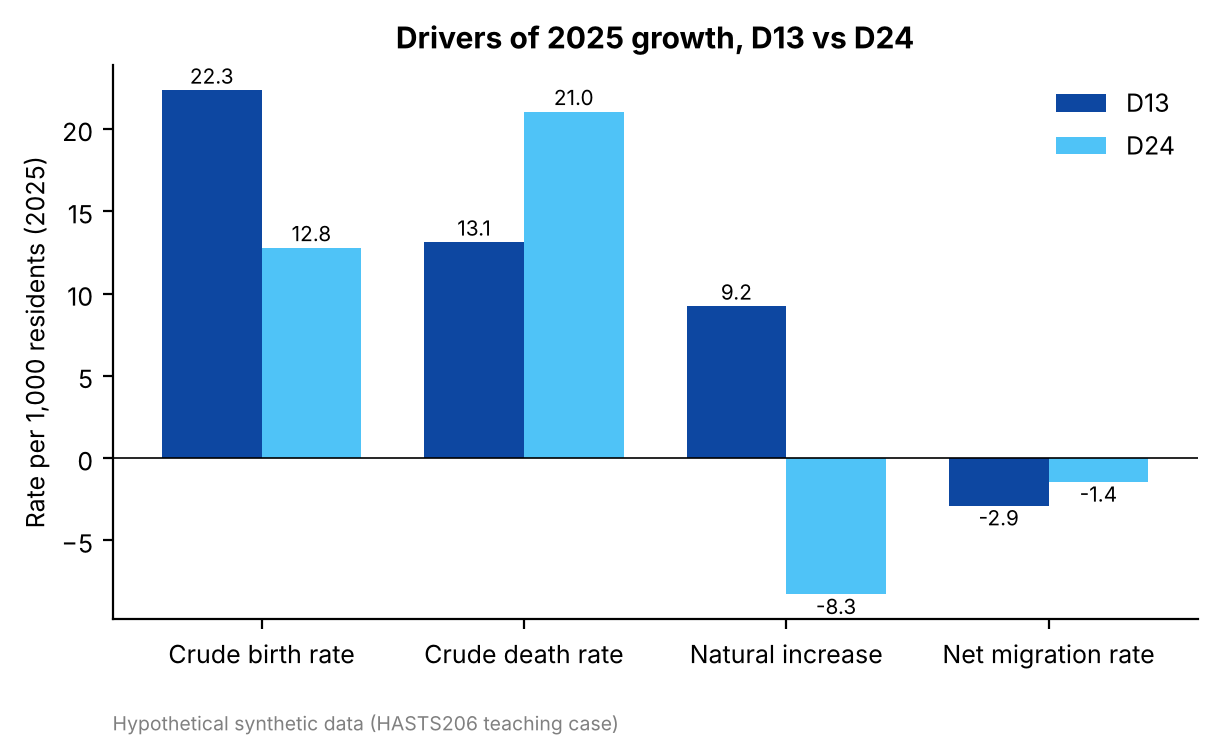 Drivers of 2025 growth, D13 vs D24
D13
D24
Rate per 1,000 residents (2025)
20
15
10
5
0
−5
22.3
12.8
13.1
21.0
9.2
-8.3
-2.9
-1.4
Crude birth rate
Crude death rate
Natural increase
Net migration rate
Hypothetical synthetic data (HASTS206 teaching case)